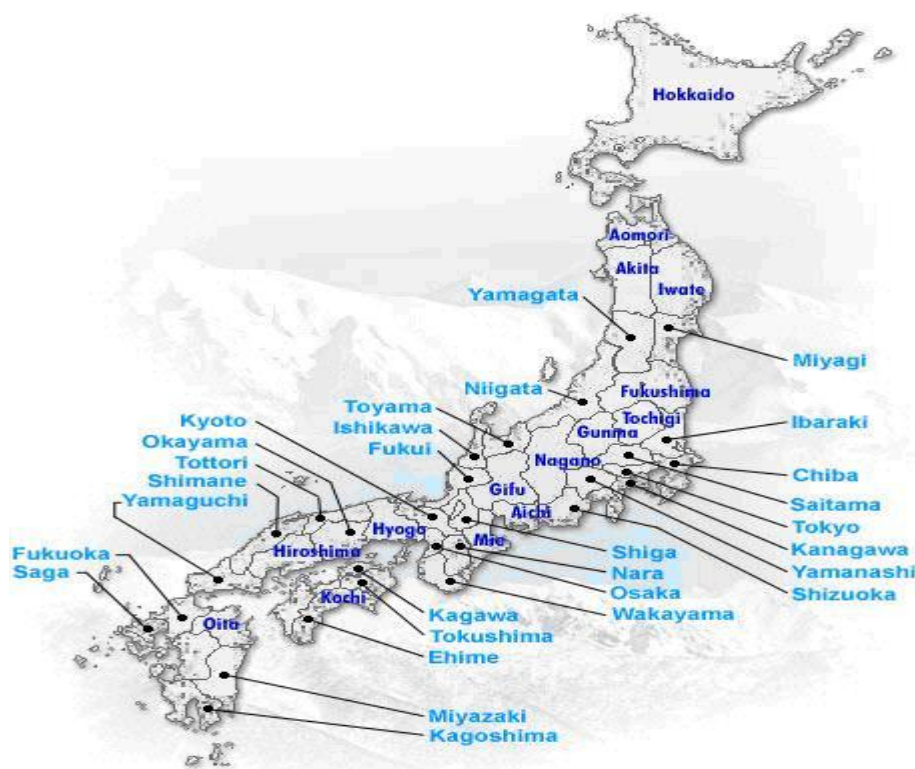 Hokkaido
Aomori
Akita
Iwate
Yamagata
Miyagi
Niigata
Fukushima
Toyama
Tochigi
Kyoto
Ishikawa
Gunma
Ibaraki
Okayama
Fukui
Tottori
Nagano
Chiba
Shimane
Gifu
Saitama
Yamaguchi
Aichi
Tokyo
Hyogo
Mie
Kanagawa
Fukuoka
Hiroshima
Shiga
Saga
Nara
Yamanashi
Kochi
Osaka
Shizuoka
Kagawa
Wakayama
Oita
Tokushima
Ehime
Miyazaki
Kagoshima